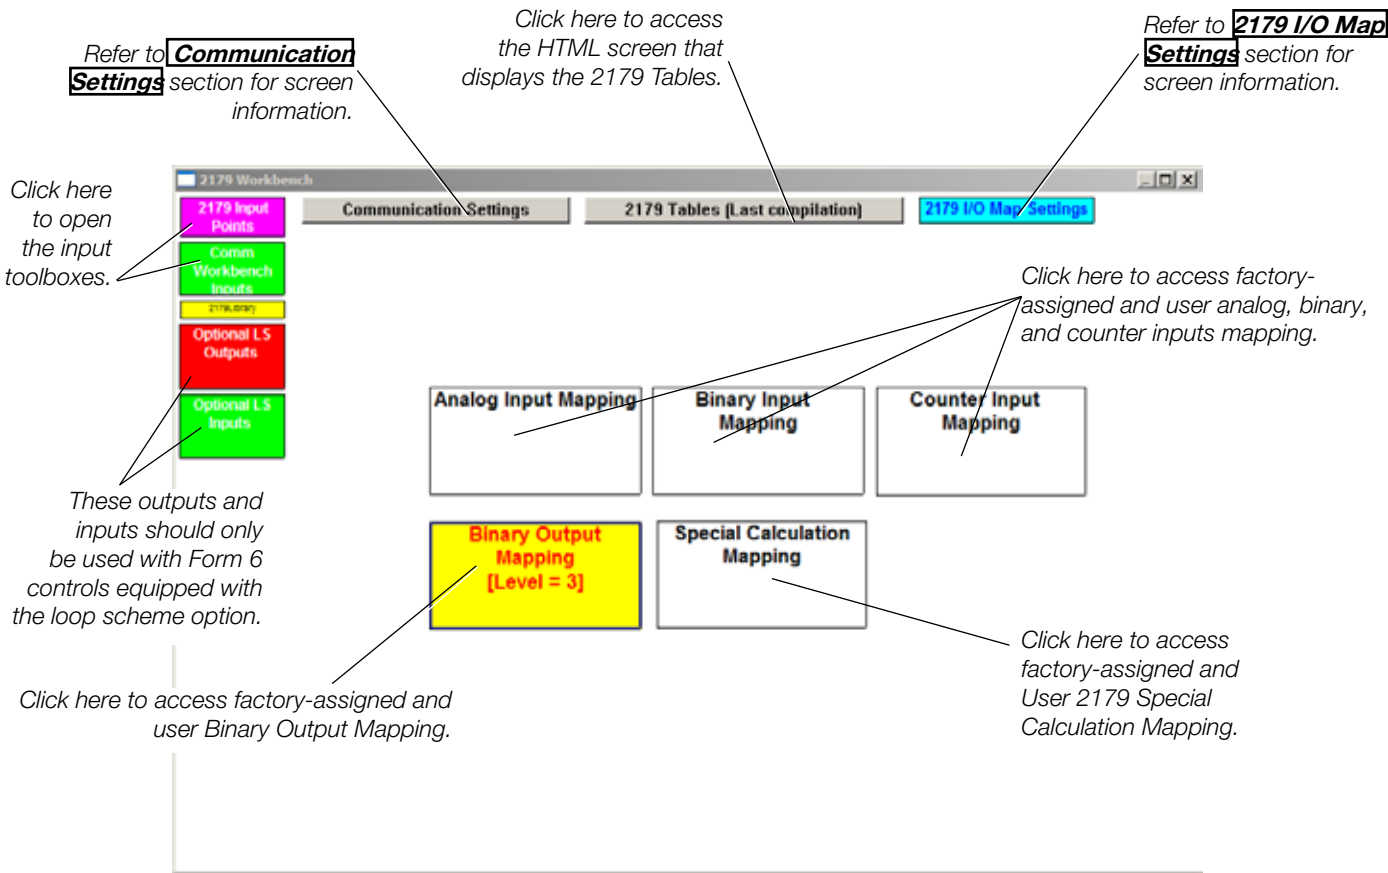 Click here to access
the HTML screen that
displays the 2179 Tables.
Refer to Communication
Settings section for screen
information.
Refer to 2179 I/O Map
Settings section for
screen information.
Click here
to open
the input
toolboxes.
2179 Workbench
2179 Input
Points
Communication Settings
2179 Tables (Last compilation)
2179 I/O Map Settings
Comm
Workbench
Inputs
2179Library
Optional LS
Outputs
Optional LS
Inputs
Click here to access factory-
assigned and user analog, binary,
and counter inputs mapping.
Analog Input Mapping
Binary Input
Mapping
Counter Input
Mapping
These outputs and
inputs should only
be used with Form 6
controls equipped with
the loop scheme option.
Binary Output
Mapping
[Level = 3]
Special Calculation
Mapping
Click here to access factory-assigned and
user Binary Output Mapping.
Click here to access
factory-assigned and
User 2179 Special
Calculation Mapping.